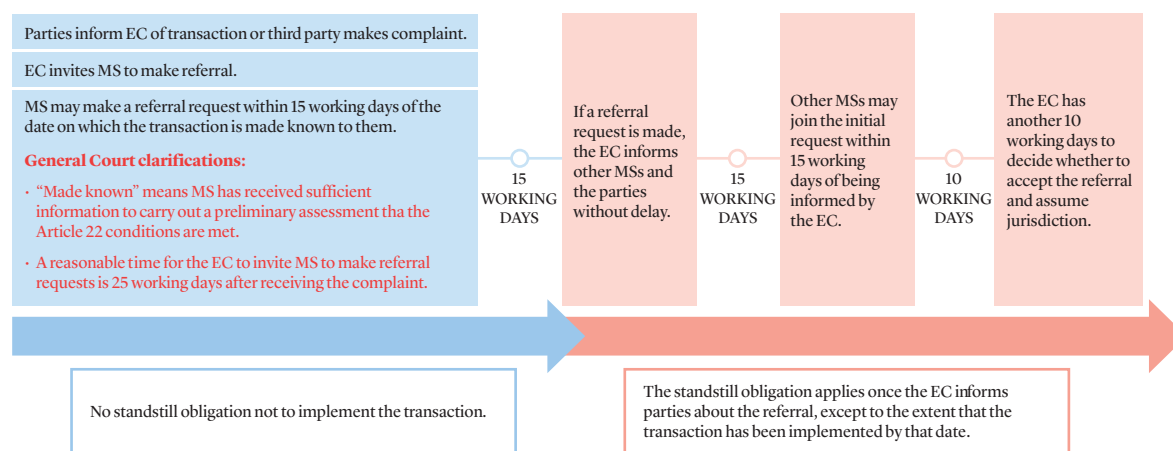 Parties inform EC of transaction or third party makes complaint.
EC invites MS to make referral.
MS may make a referral request within 15 working days of the
date on which the transaction is made known to them.
General Court clarifications:
· “Made known” means MS has received sufficient
information to carry out a preliminary assessment tha the
Article 22 conditions are met.
· A reasonable time for the EC to invite MS to make referral
requests is 25 working days after receiving the complaint.
15
WORKING
DAYS
If a referral
request is made,
the EC informs
other MSs and
the parties
without delay.
15
WORKING
DAYS
Other MSs may
join the initial
request within
15 working
days of being
informed by
the EC.
10
WORKING
DAYS
The EC has
another 10
working days to
decide whether to
accept the referral
and assume
jurisdiction.
No standstill obligation not to implement the transaction.
The standstill obligation applies once the EC informs
parties about the referral, except to the extent that the
transaction has been implemented by that date.